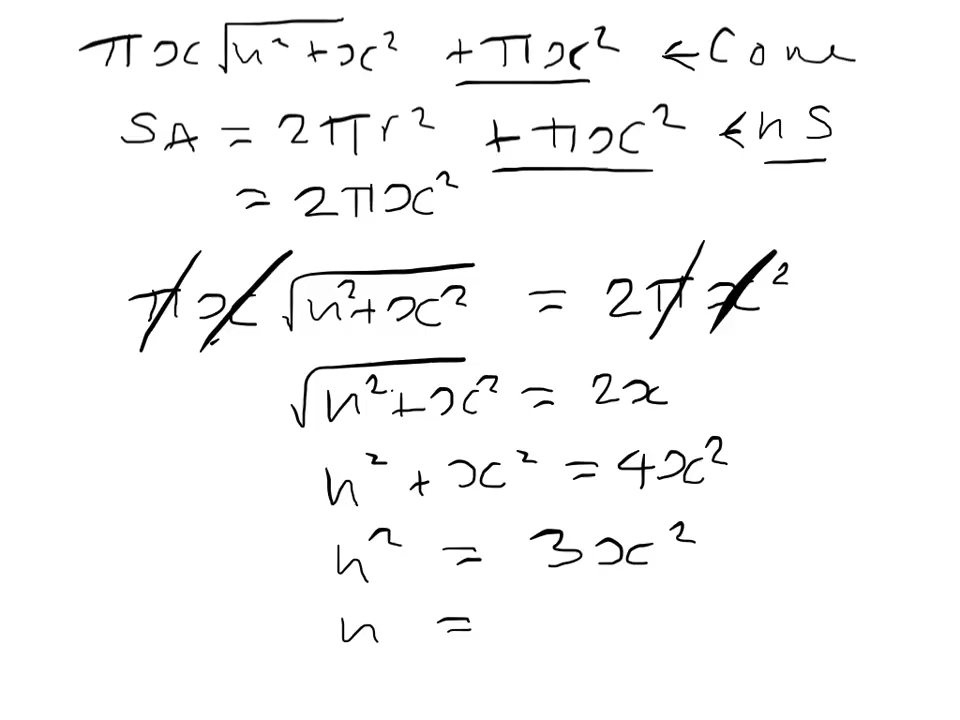 πx√h² + x² + πx² ← Cone
SA = 2πr² + πx² ← hS
= 2πx²
πx√h² + x² = 2πx²
√h² + x² = 2x
h² + x² = 4x²
h² = 3x²
h =